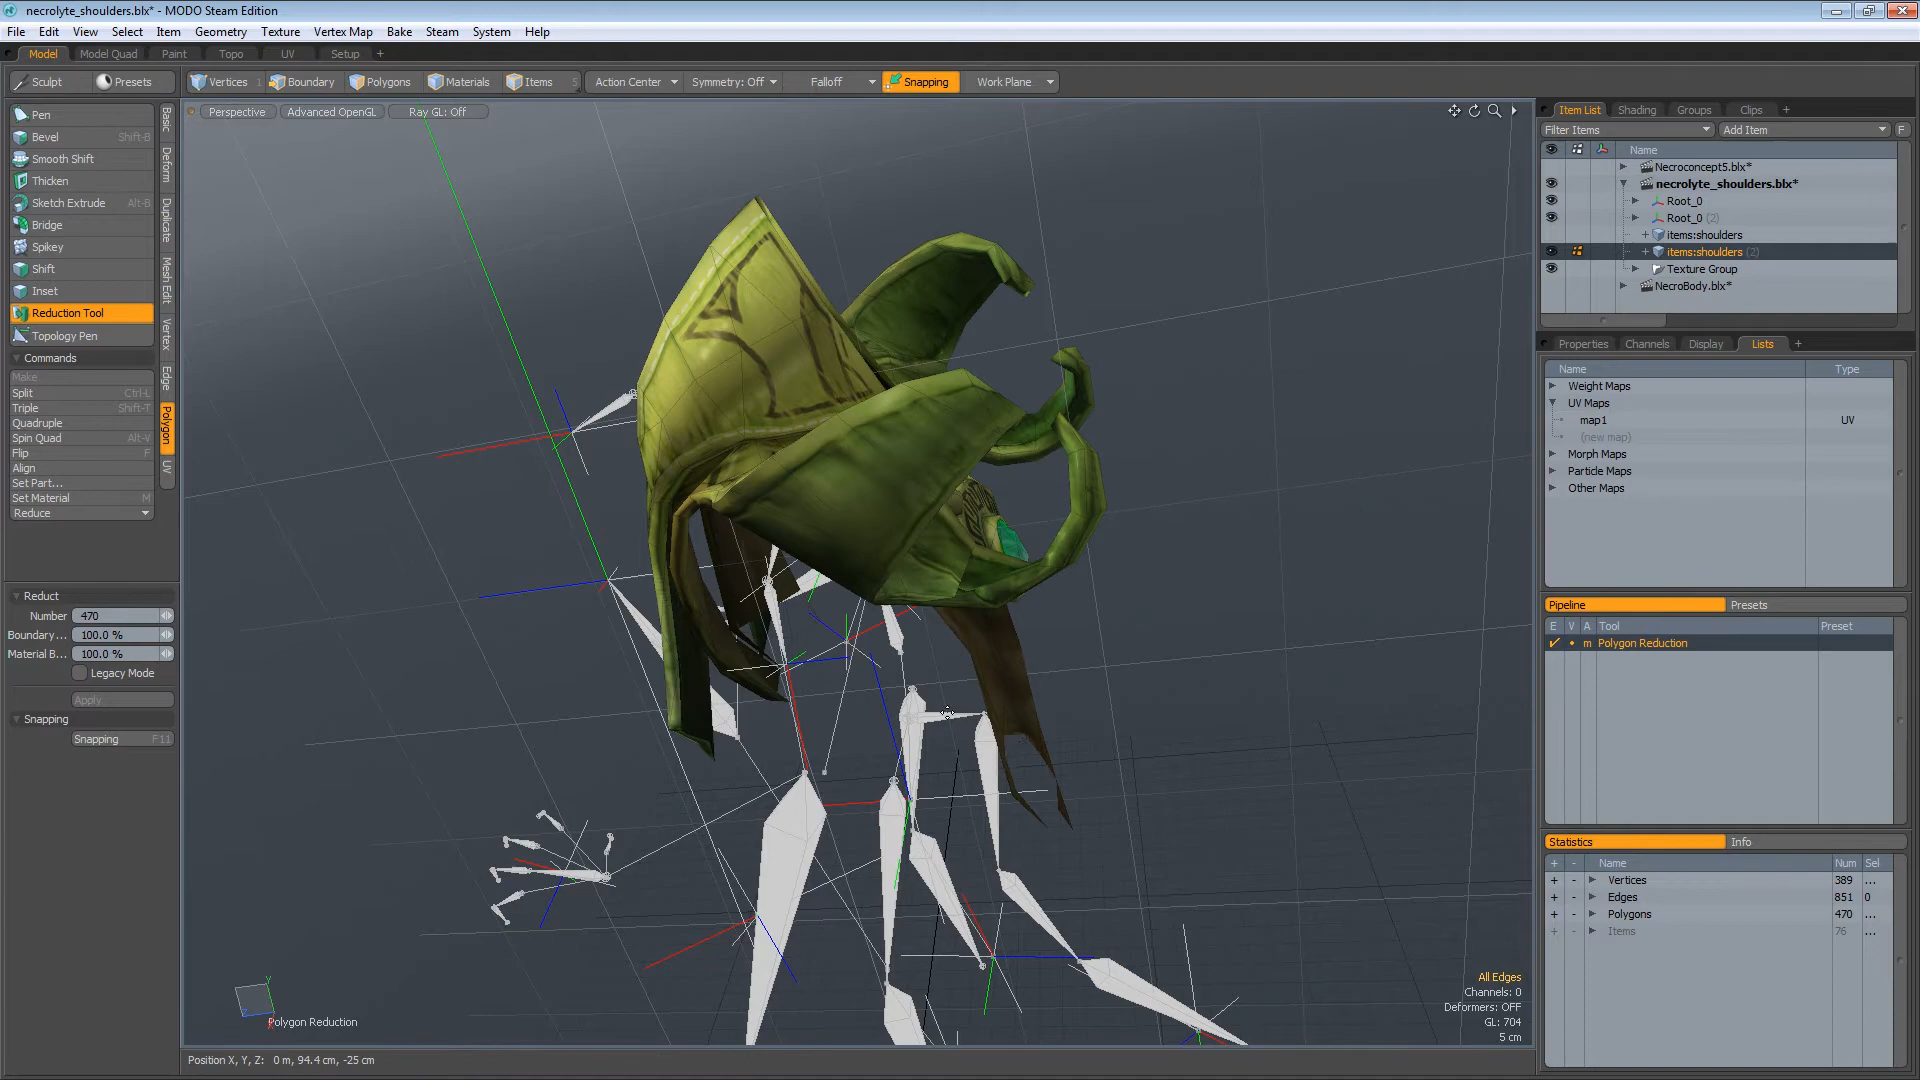 necrolyte_shoulders.blx* - MODO Steam Edition
File Edit View Select Item Geometry Texture Vertex Map Bake Steam System Help
Model Model Quad Paint Topo UV Setup +
Sculpt Presets Vertices 1 Boundary Polygons Materials Items 5 Action Center Symmetry: Off Falloff Snapping Work Plane
Perspective Advanced OpenGL Ray GL: Off
Pen
Bevel Shift-B
Smooth Shift
Thicken
Sketch Extrude Alt-B
Bridge
Spikey
Shift
Inset
Reduction Tool
Topology Pen
Commands
Make
Split Ctrl-L
Triple Shift-T
Quadruple
Spin Quad Alt-V
Flip F
Align
Set Part...
Set Material M
Reduce
Basic
Deform
Duplicate
Mesh Edit
Vertex
Edge
Polygon
UV
Reduct
Number 470
Boundary... 100.0 %
Material B... 100.0 %
Legacy Mode
Apply
Snapping
Snapping F11
Y
Z
X
Polygon Reduction
All Edges
Channels: 0
Deformers: OFF
GL: 704
5 cm
Position X, Y, Z: 0 m, 94.4 cm, -25 cm
Item List Shading Groups Clips +
Filter Items Add Item F
Name
Necroconcept5.blx*
necrolyte_shoulders.blx*
Root_0
Root_0 (2)
items:shoulders
items:shoulders (2)
Texture Group
NecroBody.blx*
Properties Channels Display Lists +
Name Type
Weight Maps
UV Maps
map1 UV
(new map)
Morph Maps
Particle Maps
Other Maps
Pipeline Presets
E V A Tool Preset
m Polygon Reduction
Statistics Info
+ - Name Num Sel
+ - Vertices 389 ...
+ - Edges 851 0
+ - Polygons 470 ...
Items 76 ...